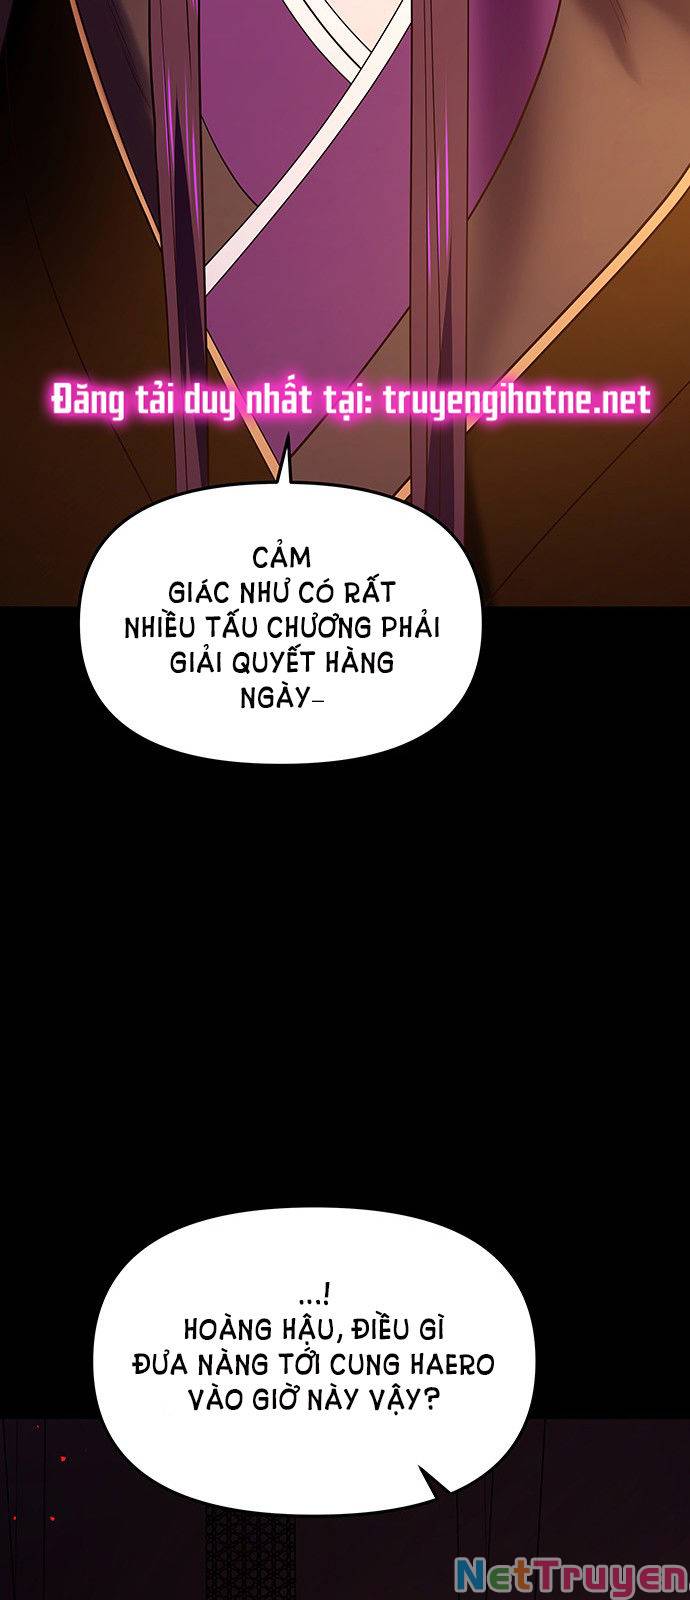 Đăng tải duy nhất tại: truyengihotne.net
CẢM
GIÁC NHƯ CÓ RẤT
NHIỀU TẤU CHƯƠNG PHẢI
GIẢI QUYẾT HÀNG
NGÀY–
...!
HOÀNG HẬU, ĐIỀU GÌ
ĐƯA NÀNG TỚI CUNG HAERO
VÀO GIỜ NÀY VẬY?
NetTruyen